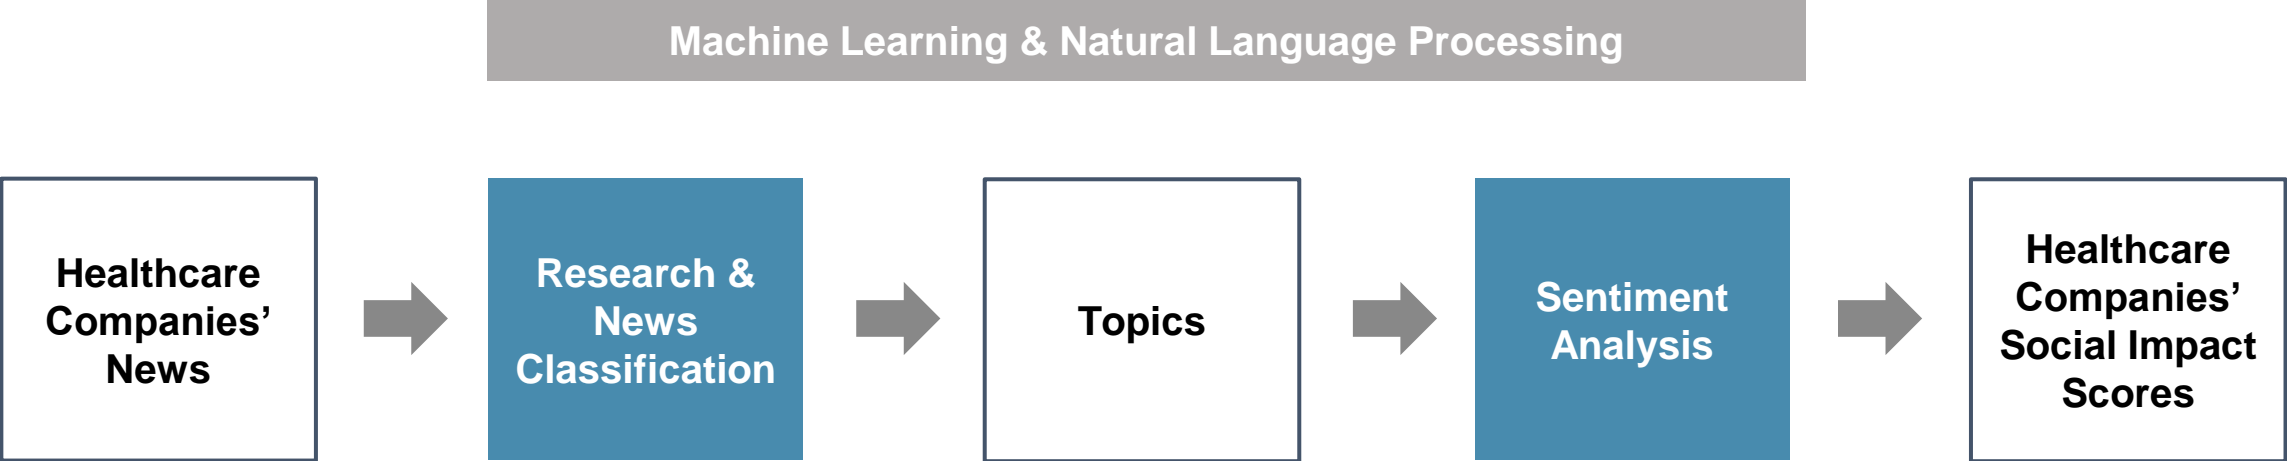 Machine Learning & Natural Language Processing
Healthcare
Companies’
News
Research &
News
Classification
Topics
Sentiment
Analysis
Healthcare
Companies’
Social Impact
Scores